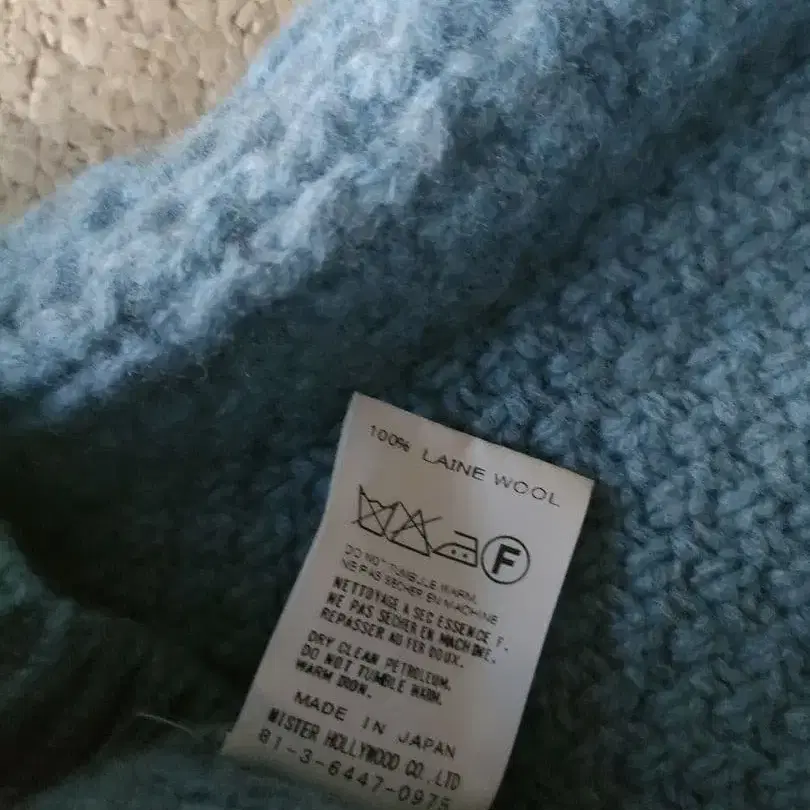 100% LAINE WOOL
F
DO NOT TUMBLE WARM.
NE PAS SECHER EN MACHINE
NETTOYAGE A SEC ESSENCE F.
NE PAS SECHER EN MACHINE.
REPASSER AU FER DOUX.
DRY CLEAN PETROLEUM.
DO NOT TUMBLE WARM.
WARM IRON.
MADE IN JAPAN
MISTER HOLLYWOOD CO.,LTD
81-3-6447-0975